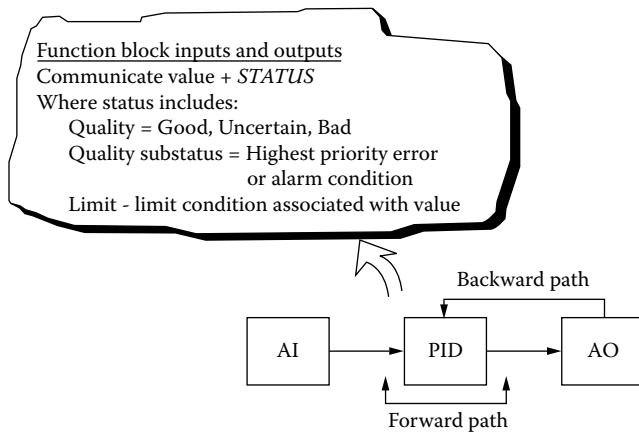 Function block inputs and outputs
Communicate value + STATUS
Where status includes:
Quality = Good, Uncertain, Bad
Quality substatus = Highest priority error
or alarm condition
Limit - limit condition associated with value
Backward path
AI
PID
AO
Forward path